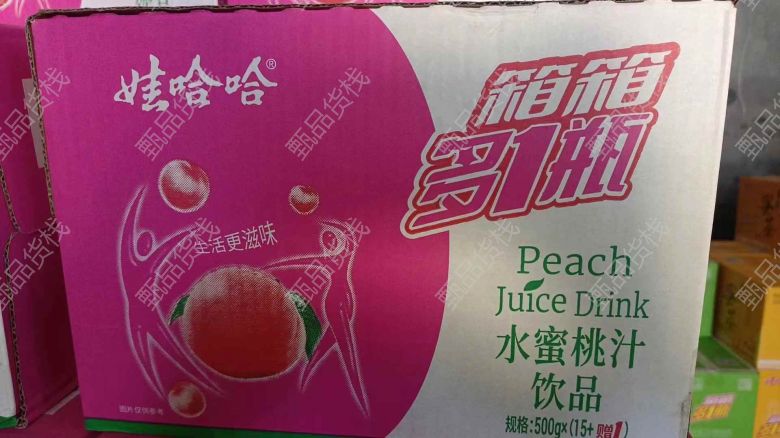 娃哈哈®
箱箱
多1瓶
生活更滋味
Peach
Juice Drink
水蜜桃汁
饮品
图片仅供参考
规格:500g×(15+赠1)
甄品货栈